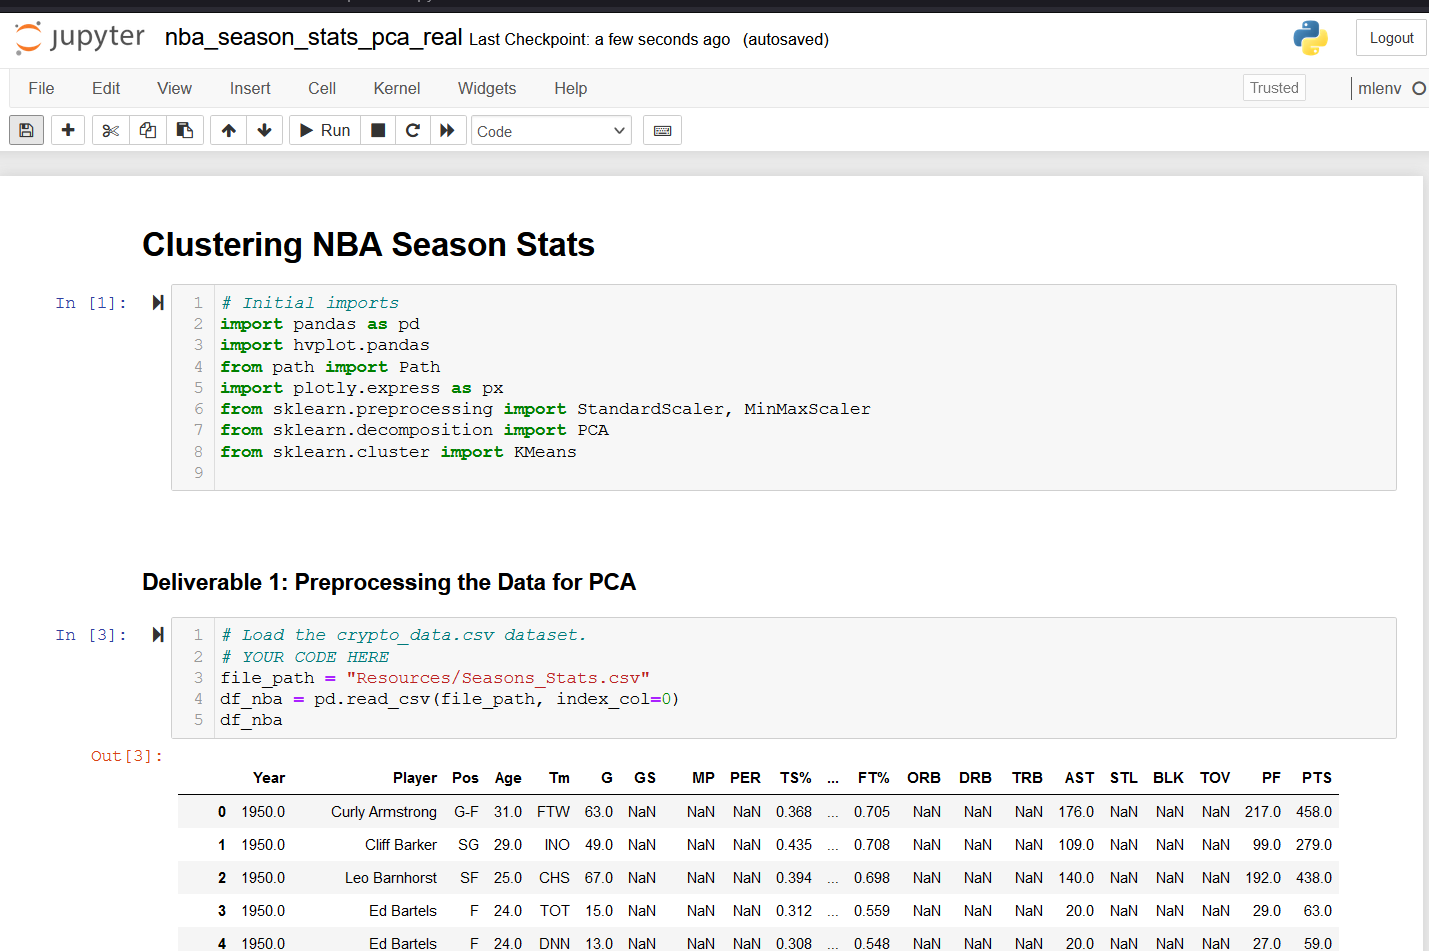 jupyter nba_season_stats_pca_real Last Checkpoint: a few seconds ago (autosaved) Logout
File Edit View Insert Cell Kernel Widgets Help Trusted mlenv
Run Code
Clustering NBA Season Stats
In [1]:
1 # Initial imports
2 import pandas as pd
3 import hvplot.pandas
4 from path import Path
5 import plotly.express as px
6 from sklearn.preprocessing import StandardScaler, MinMaxScaler
7 from sklearn.decomposition import PCA
8 from sklearn.cluster import KMeans
9
Deliverable 1: Preprocessing the Data for PCA
In [3]:
1 # Load the crypto_data.csv dataset.
2 # YOUR CODE HERE
3 file_path = "Resources/Seasons_Stats.csv"
4 df_nba = pd.read_csv(file_path, index_col=0)
5 df_nba
Out[3]:
Year Player Pos Age Tm G GS MP PER TS% ... FT% ORB DRB TRB AST STL BLK TOV PF PTS
0 1950.0 Curly Armstrong G-F 31.0 FTW 63.0 NaN NaN NaN 0.368 ... 0.705 NaN NaN NaN 176.0 NaN NaN NaN 217.0 458.0
1 1950.0 Cliff Barker SG 29.0 INO 49.0 NaN NaN NaN 0.435 ... 0.708 NaN NaN NaN 109.0 NaN NaN NaN 99.0 279.0
2 1950.0 Leo Barnhorst SF 25.0 CHS 67.0 NaN NaN NaN 0.394 ... 0.698 NaN NaN NaN 140.0 NaN NaN NaN 192.0 438.0
3 1950.0 Ed Bartels F 24.0 TOT 15.0 NaN NaN NaN 0.312 ... 0.559 NaN NaN NaN 20.0 NaN NaN NaN 29.0 63.0
4 1950.0 Ed Bartels F 24.0 DNN 13.0 NaN NaN NaN 0.308 ... 0.548 NaN NaN NaN 20.0 NaN NaN NaN 27.0 59.0